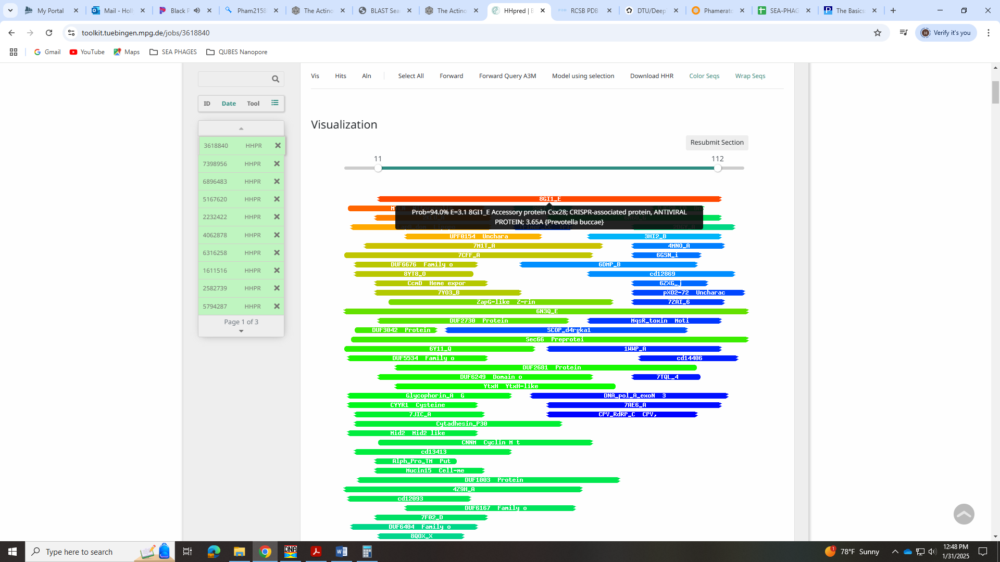 My Portal
Mail - Holl
Black P
Pham2158
The Actino
BLAST Sea
The Actino
HHpred | B
RCSB PDB
DTU/Deep
Phamerato
SEA-PHAG
The Basics
toolkit.tuebingen.mpg.de/jobs/3618840
Verify it's you
Gmail
YouTube
Maps
SEA PHAGES
QUBES Nanopore
Vis Hits Aln Select All Forward Forward Query A3M Model using selection Download HHR Color Seqs Wrap Seqs
ID Date Tool
3618840 HHPR
7398956 HHPR
6896483 HHPR
5167620 HHPR
2232422 HHPR
4062878 HHPR
6316258 HHPR
1611516 HHPR
2582739 HHPR
5794287 HHPR
Page 1 of 3
Visualization
Resubmit Section
11 112
8GI1_E
Prob=94.0% E=3.1 8GI1_E Accessory protein Csx28; CRISPR-associated protein, ANTIVIRAL
PROTEIN; 3.65A {Prevotella buccae}
UPF0154 Unchara 3HI2_B
7M1T_A 4MNO_A
7CFF_A 6GSN_i
DUF6676 Family o 6DMP_B
8YT8_O cd12869
CcmD Heme expor 6ZXG_j
7YO3_B pXO2-72 Uncharac
ZapG-like Z-rin 7ZAI_6
6N3Q_E
DUF2730 Protein MqsR_toxin Moti
DUF3042 Protein SCOP_d4rgka1
Sec66 Preprotei
6Y11_Q 1WWP_A
DUF5534 Family o cd14406
DUF2681 Protein
DUF6249 Domain o 7TQL_4
YtxH YtxH-like
Glycophorin_A G DNA_pol_A_exoN 3
CYYR1 Cysteine 7AE6_A
7JIC_A CPV_RdRP_C CPV,
Cytadhesin_P30
Mid2 Mid2 like
CNNM Cyclin M t
cd13413
Alph_Pro_TM Put
Mucin15 Cell-me
DUF1003 Protein
4Z9H_A
cd12093
DUF6167 Family o
7F02_D
DUF6404 Family o
8QOX_X
Type here to search
DNA
78°F Sunny
12:48 PM
1/31/2025